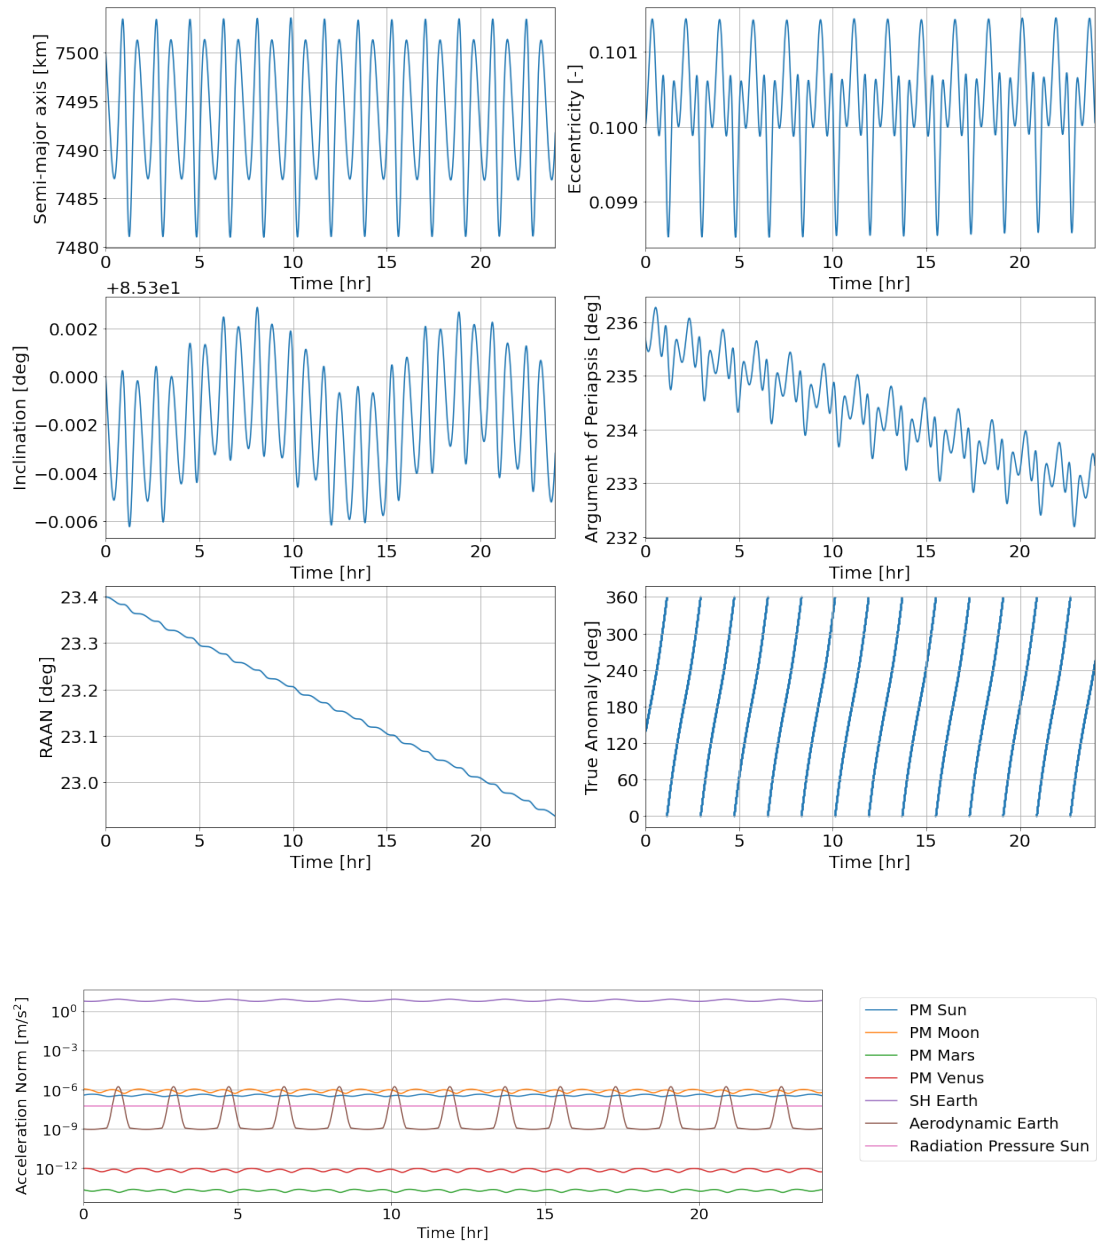 Semi-major axis [km]
7500
7495
7490
7485
7480
0 5 10 15 20
Time [hr]
Eccentricity [-]
0.101
0.100
0.099
0 5 10 15 20
Time [hr]
+8.53e1
Inclination [deg]
0.002
0.000
−0.002
−0.004
−0.006
0 5 10 15 20
Time [hr]
Argument of Periapsis [deg]
236
235
234
233
232
0 5 10 15 20
Time [hr]
RAAN [deg]
23.4
23.3
23.2
23.1
23.0
0 5 10 15 20
Time [hr]
True Anomaly [deg]
360
300
240
180
120
60
0
0 5 10 15 20
Time [hr]
Acceleration Norm [m/s²]
10⁰
10⁻³
10⁻⁶
10⁻⁹
10⁻¹²
0 5 10 15 20
Time [hr]
PM Sun
PM Moon
PM Mars
PM Venus
SH Earth
Aerodynamic Earth
Radiation Pressure Sun